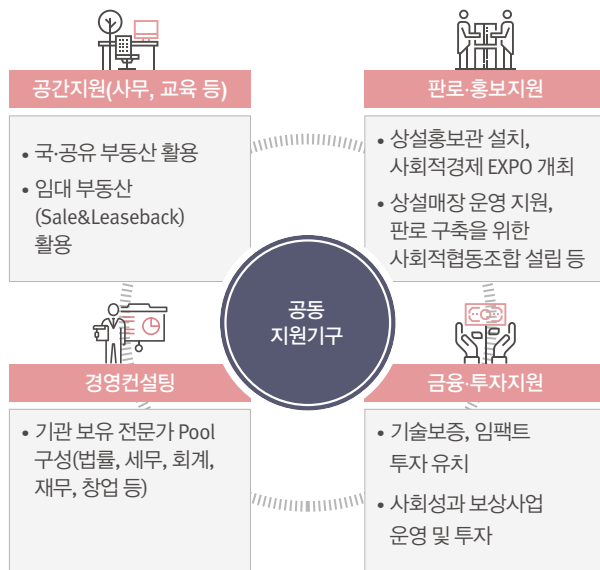 공간지원(사무, 교육 등)
• 국·공유 부동산 활용
• 임대 부동산
(Sale&Leaseback)
활용
판로·홍보지원
• 상설홍보관 설치,
사회적경제 EXPO 개최
• 상설매장 운영 지원,
판로 구축을 위한
사회적협동조합 설립 등
공동
지원기구
경영컨설팅
• 기관 보유 전문가 Pool
구성(법률, 세무, 회계,
재무, 창업 등)
금융·투자지원
• 기술보증, 임팩트
투자 유치
• 사회성과 보상사업
운영 및 투자